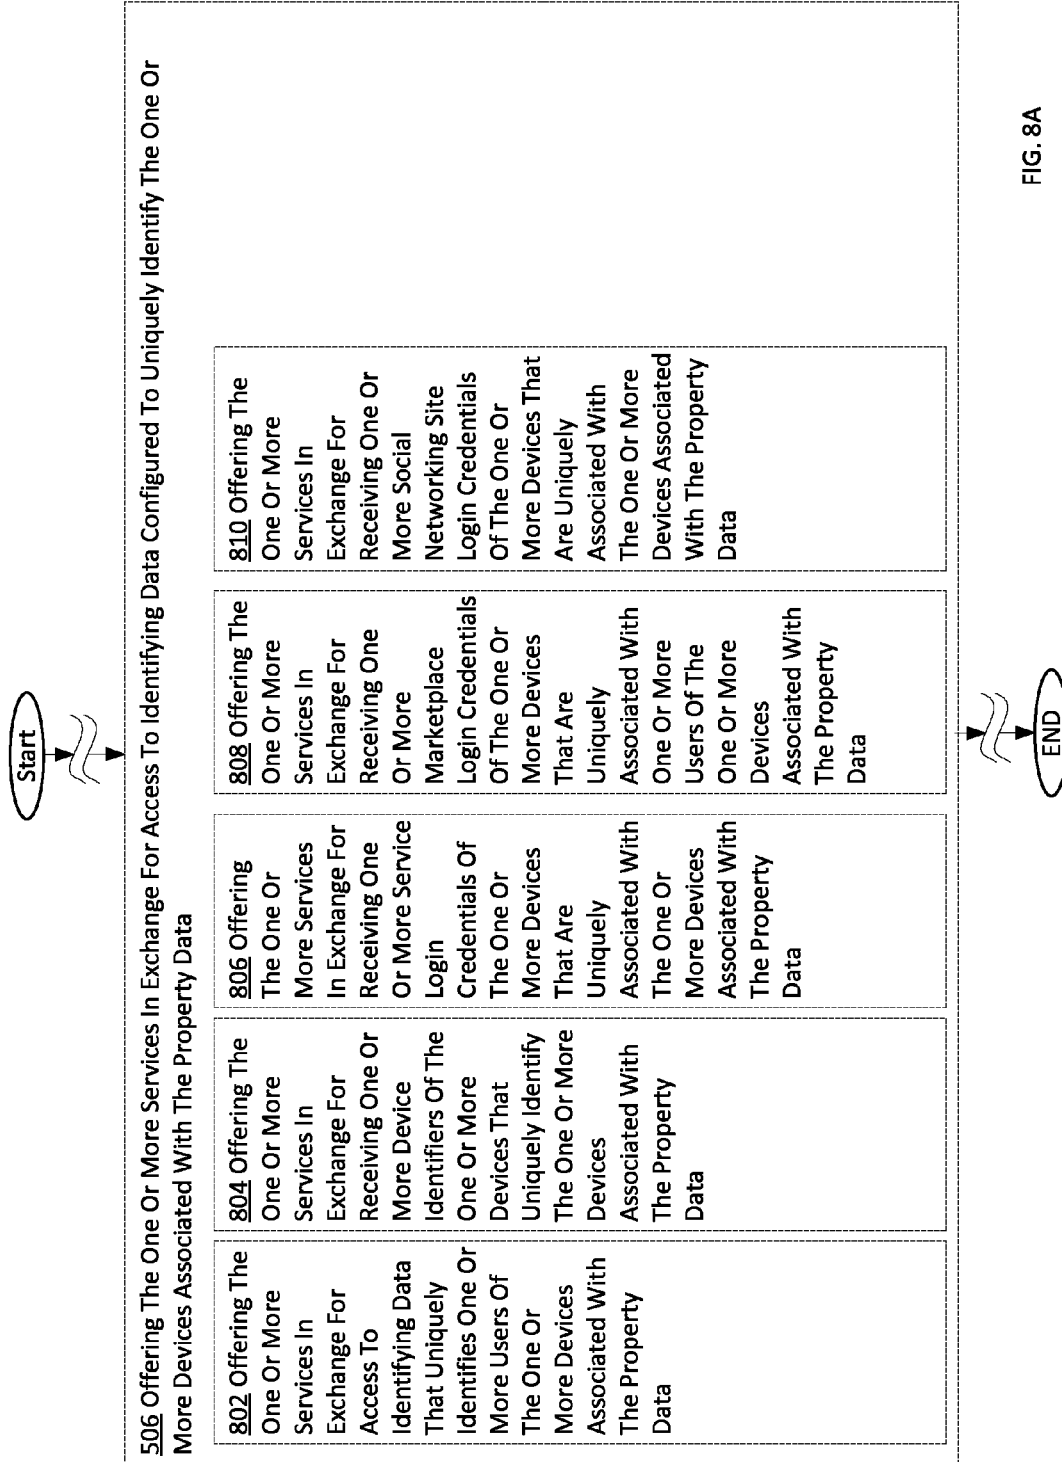 Start
506 Offering The One Or More Services In Exchange For Access To Identifying Data Configured To Uniquely Identify The One Or
More Devices Associated With The Property Data
802 Offering The
One Or More
Services In
Exchange For
Access To
Identifying Data
That Uniquely
Identifies One Or
More Users Of
The One Or
More Devices
Associated With
The Property
Data
804 Offering The
One Or More
Services In
Exchange For
Receiving One Or
More Device
Identifiers Of The
One Or More
Devices That
Uniquely Identify
The One Or More
Devices
Associated With
The Property
Data
806 Offering
The One Or
More Services
In Exchange For
Receiving One
Or More Service
Login
Credentials Of
The One Or
More Devices
That Are
Uniquely
Associated With
The One Or
More Devices
Associated With
The Property
Data
808 Offering The
One Or More
Services In
Exchange For
Receiving One
Or More
Marketplace
Login Credentials
Of The One Or
More Devices
That Are
Uniquely
Associated With
One Or More
Users Of The
One Or More
Devices
Associated With
The Property
Data
810 Offering The
One Or More
Services In
Exchange For
Receiving One Or
More Social
Networking Site
Login Credentials
Of The One Or
More Devices That
Are Uniquely
Associated With
The One Or More
Devices Associated
With The Property
Data
END
FIG. 8A